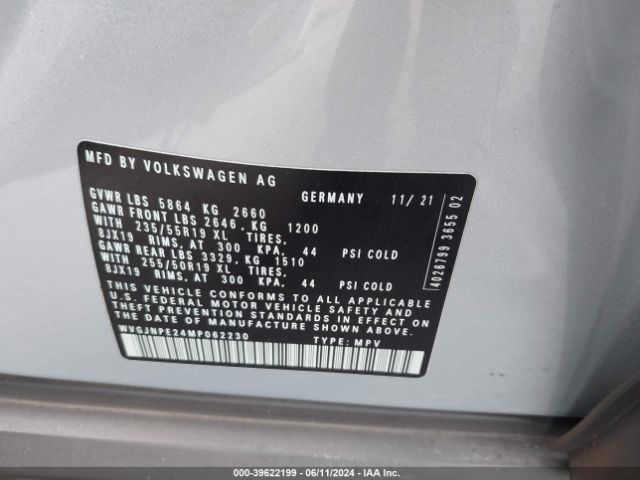 MFD BY VOLKSWAGEN AG
GERMANY 11/21
GVWR LBS 5864 KG 2660
GAWR FRONT LBS 2646. KG 1200
WITH 235/55R19 XL TIRES,
8JX19 RIMS, AT 300 KPA, 44 PSI COLD
GAWR REAR LBS 3329, KG 1510
WITH 255/50R19 XL TIRES,
8JX19 RIMS, AT 300 KPA, 44 PSI COLD
THIS VEHICLE CONFORMS TO ALL APPLICABLE
U.S. FEDERAL MOTOR VEHICLE SAFETY AND
THEFT PREVENTION STANDARDS IN EFFECT ON
THE DATE OF MANUFACTURE SHOWN ABOVE
WVGJNPE24MP062230 TYPE: MPV
14026799 3655 02
000-39622199 - 06/11/2024 - IAAI.COM